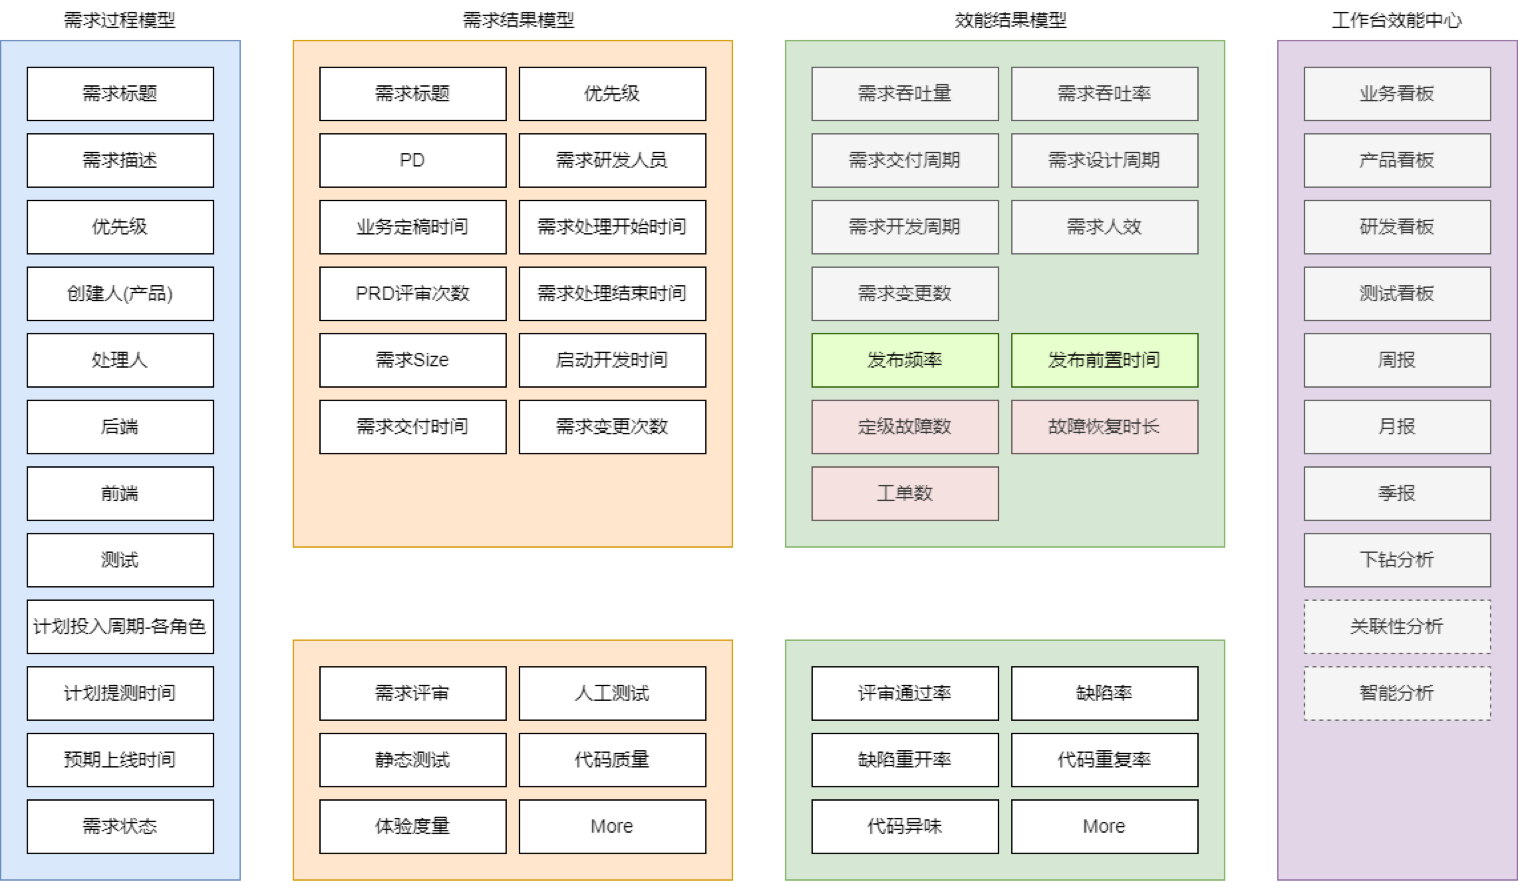 需求过程模型
需求标题
需求描述
优先级
创建人(产品)
处理人
后端
前端
测试
计划投入周期-各角色
计划提测时间
预期上线时间
需求状态
需求结果模型
需求标题
优先级
PD
需求研发人员
业务定稿时间
需求处理开始时间
PRD评审次数
需求处理结束时间
需求Size
启动开发时间
需求交付时间
需求变更次数
需求评审
人工测试
静态测试
代码质量
体验度量
More
效能结果模型
需求吞吐量
需求吞吐率
需求交付周期
需求设计周期
需求开发周期
需求人效
需求变更数
发布频率
发布前置时间
定级故障数
故障恢复时长
工单数
评审通过率
缺陷率
缺陷重开率
代码重复率
代码异味
More
工作台效能中心
业务看板
产品看板
研发看板
测试看板
周报
月报
季报
下钻分析
关联性分析
智能分析